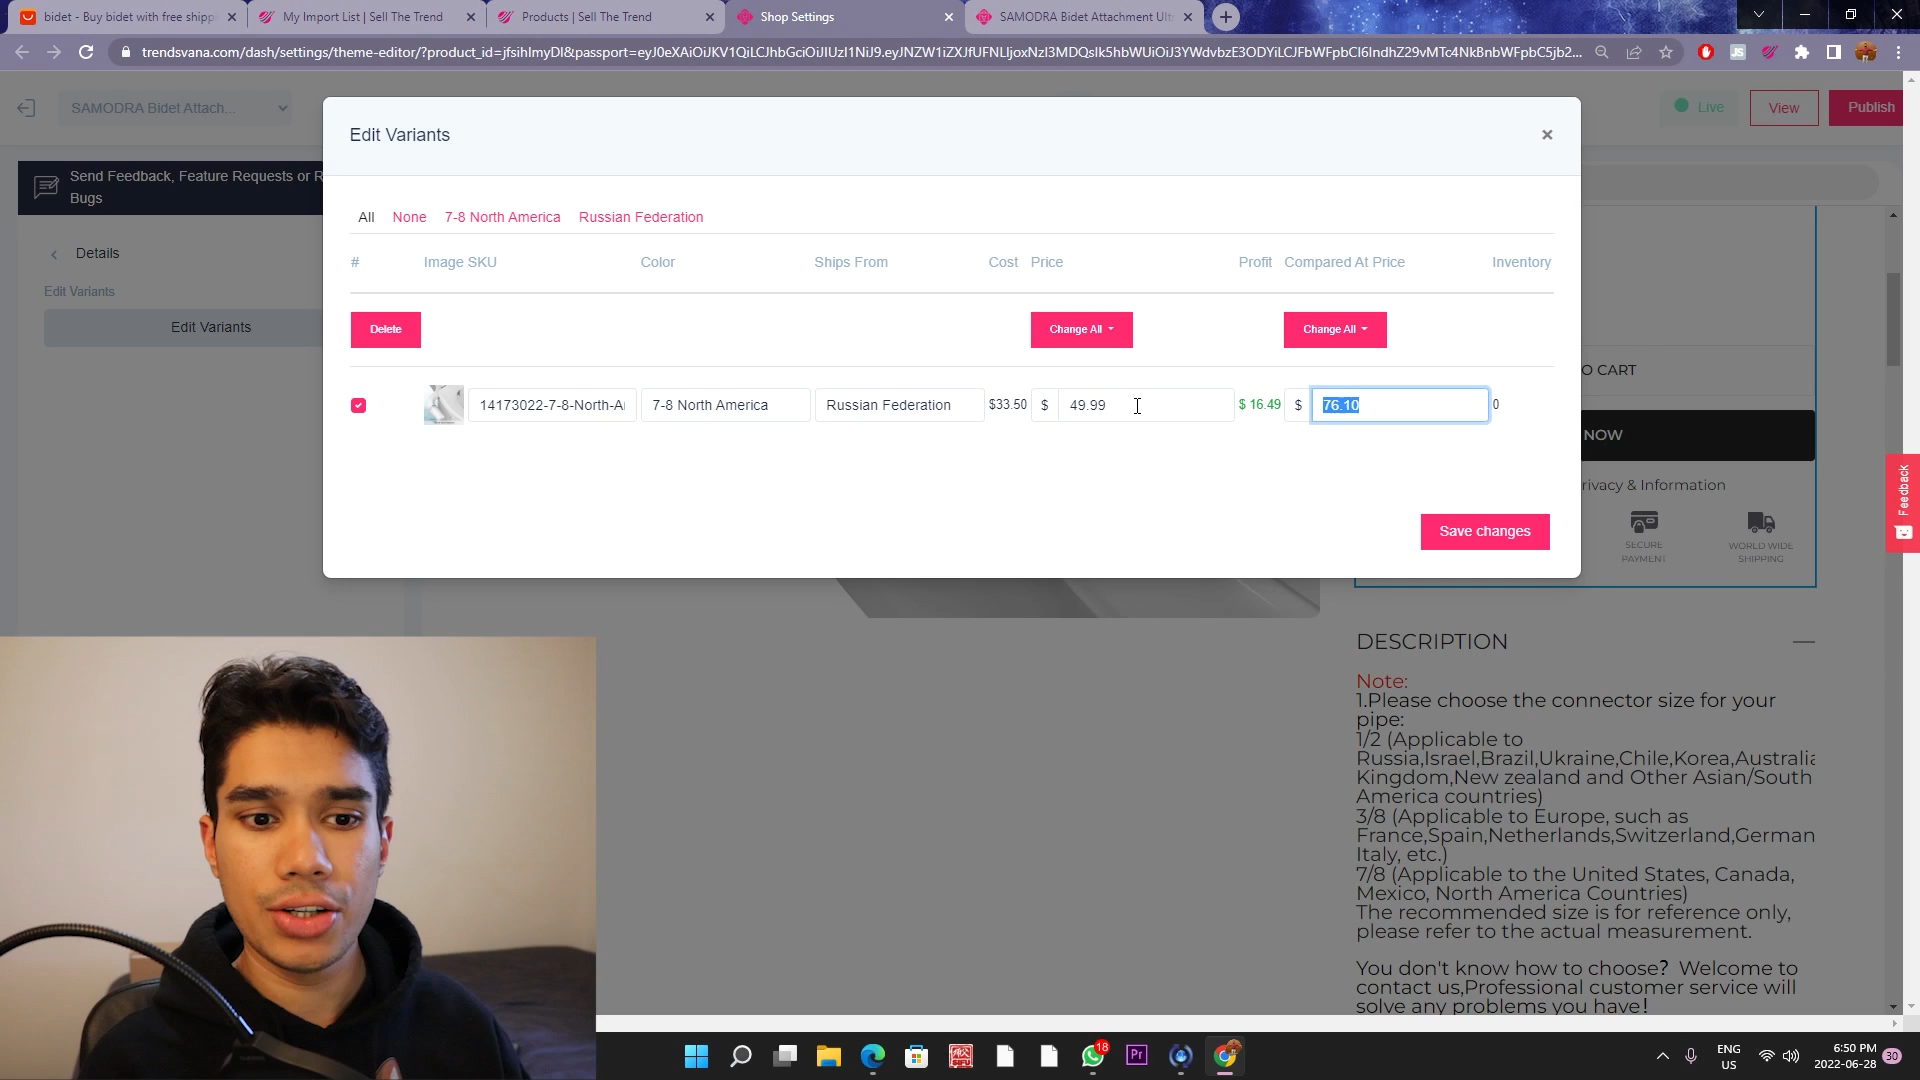 bidet - Buy bidet with free shippi
My Import List | Sell The Trend
Products | Sell The Trend
Shop Settings
SAMODRA Bidet Attachment Ult
SAMODRA Bidet Attach...
Live
View
Publish
Send Feedback, Feature Requests or R
Bugs
Details
Edit Variants
Edit Variants
Edit Variants
×
All None 7-8 North America Russian Federation
# Image SKU Color Ships From Cost Price Profit Compared At Price Inventory
Delete
Change All
Change All
14173022-7-8-North-A 7-8 North America Russian Federation $33.50 $ 49.99 $ 16.49 $ 76.10 0
Save changes
O CART
NOW
rivacy & Information
SECURE
PAYMENT
WORLD WIDE
SHIPPING
Feedback
DESCRIPTION
Note:
1.Please choose the connector size for your
pipe:
1/2 (Applicable to
Russia,Israel,Brazil,Ukraine,Chile,Korea,Australia
Kingdom,New zealand and Other Asian/South
America countries)
3/8 (Applicable to Europe, such as
France,Spain,Netherlands,Switzerland,German
Italy, etc.)
7/8 (Applicable to the United States, Canada,
Mexico, North America Countries)
The recommended size is for reference only,
please refer to the actual measurement.
You don't know how to choose? Welcome to
contact us,Professional customer service will
solve any problems you have!
18
Pr
ENG
US
6:50 PM
2022-06-28
30